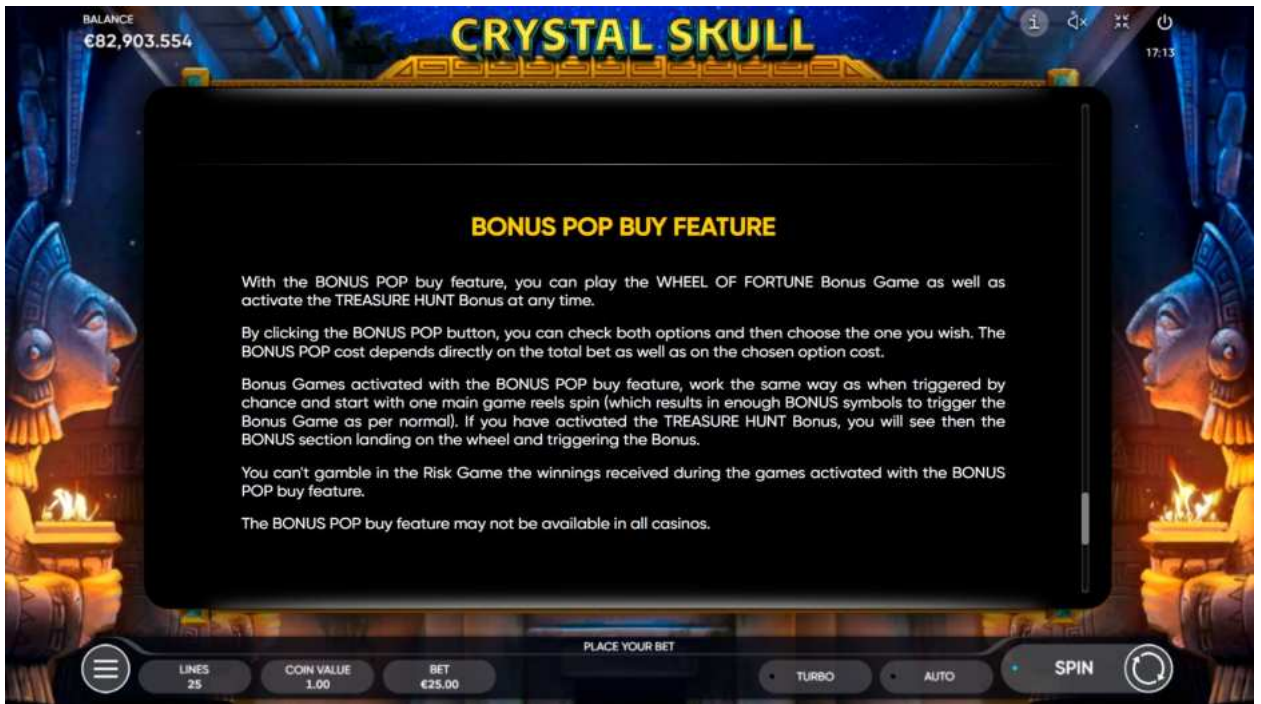 BALANCE
€82,903.554
CRYSTAL SKULL
i
17:13
BONUS POP BUY FEATURE
With the BONUS POP buy feature, you can play the WHEEL OF FORTUNE Bonus Game as well as
activate the TREASURE HUNT Bonus at any time.
By clicking the BONUS POP button, you can check both options and then choose the one you wish. The
BONUS POP cost depends directly on the total bet as well as on the chosen option cost.
Bonus Games activated with the BONUS POP buy feature, work the same way as when triggered by
chance and start with one main game reels spin (which results in enough BONUS symbols to trigger the
Bonus Game as per normal). If you have activated the TREASURE HUNT Bonus, you will see then the
BONUS section landing on the wheel and triggering the Bonus.
You can't gamble in the Risk Game the winnings received during the games activated with the BONUS
POP buy feature.
The BONUS POP buy feature may not be available in all casinos.
PLACE YOUR BET
LINES
25
COIN VALUE
1.00
BET
€25.00
TURBO
AUTO
SPIN